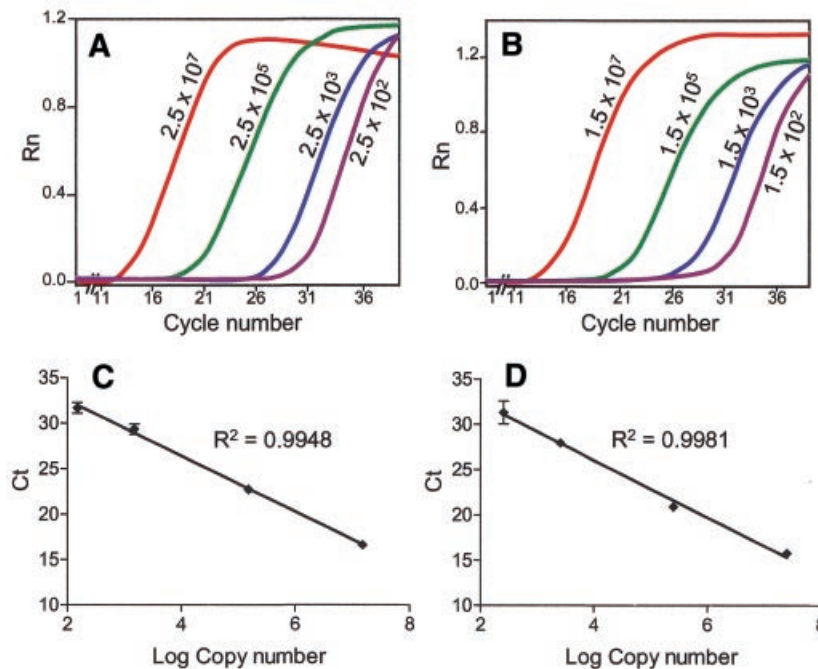 A
1.2
0.8
0.4
0.0
Rn
2.5 x 10⁷
2.5 x 10⁵
2.5 x 10³
2.5 x 10²
1 11 16 21 26 31 36
Cycle number
B
1.2
0.8
0.4
0.0
Rn
1.5 x 10⁷
1.5 x 10⁵
1.5 x 10³
1.5 x 10²
1 11 16 21 26 31 36
Cycle number
C
35
30
25
20
15
10
Ct
R² = 0.9948
2 4 6 8
Log Copy number
D
35
30
25
20
15
10
Ct
R² = 0.9981
2 4 6 8
Log Copy number